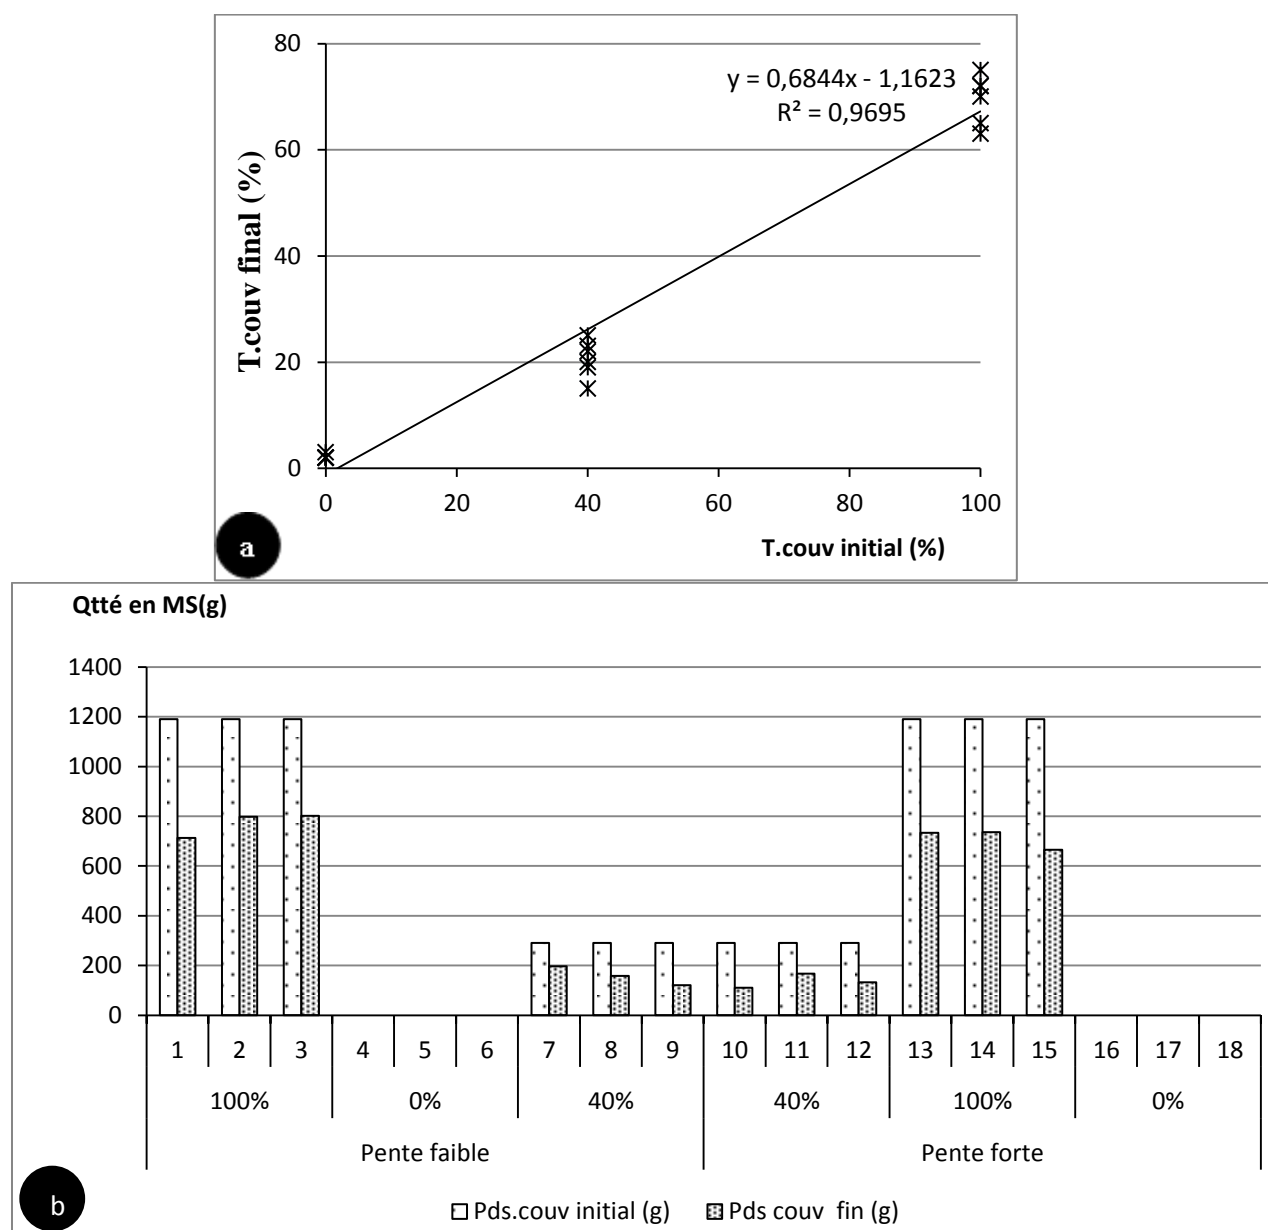 80
y = 0,6844x - 1,1623
R² = 0,9695
60
40
20
0
T.couv final (%)
0 20 40 60 80 100
T.couv initial (%)
a
Qtté en MS(g)
1400
1200
1000
800
600
400
200
0
1 2 3 4 5 6 7 8 9 10 11 12 13 14 15 16 17 18
100% 0% 40% 40% 100% 0%
Pente faible Pente forte
Pds.couv initial (g) Pds couv fin (g)
b